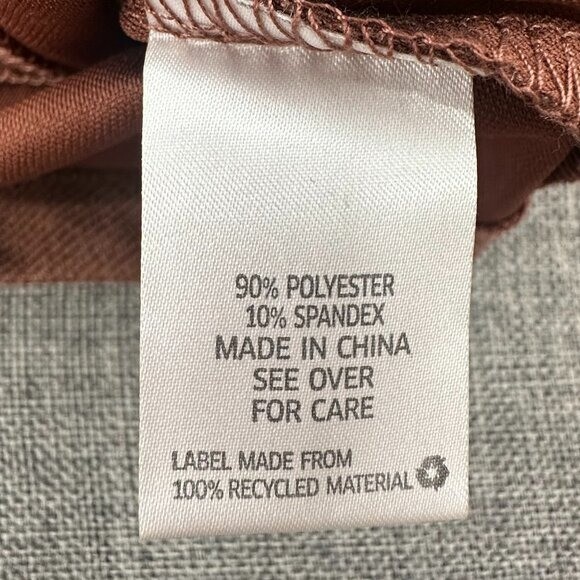 90% POLYESTER
10% SPANDEX
MADE IN CHINA
SEE OVER
FOR CARE
LABEL MADE FROM
100% RECYCLED MATERIAL